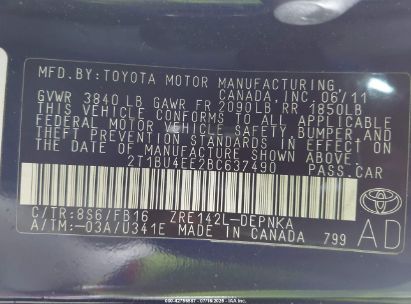 MFD.BY:TOYOTA MOTOR MANUFACTURING
CANADA, INC. 06/11
GVWR 3840LB GAWR FR 2090LB RR 1850LB
THIS VEHICLE CONFORMS TO ALL APPLICABLE
FEDERAL MOTOR VEHICLE SAFETY, BUMPER AND
THEFT PREVENTION STANDARDS IN EFFECT ON
THE DATE OF MANUFACTURE SHOWN ABOVE.
2T1BU4EE2BC637490 PASS.CAR
C/TR:8S6/FB16 ZRE142L-DEPNKA
A/TM:-03A/U341E MADE IN CANADA 799
TOYOTA
AD